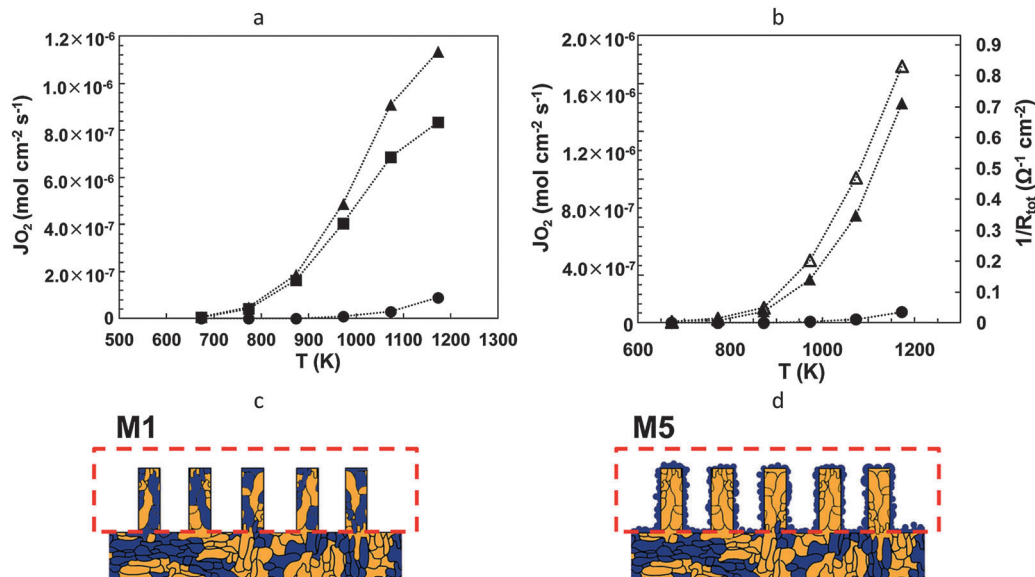 a
1.2×10⁻⁶
1.0×10⁻⁶
8.0×10⁻⁷
6.0×10⁻⁶
4.0×10⁻⁶
2.0×10⁻⁷
0
JO₂ (mol cm⁻² s⁻¹)
500 600 700 800 900 1000 1100 1200 1300
T (K)
b
2.0×10⁻⁶
1.6×10⁻⁶
1.2×10⁻⁶
8.0×10⁻⁷
4.0×10⁻⁷
0
JO₂ (mol cm⁻² s⁻¹)
600 800 1000 1200
T (K)
0.9
0.8
0.7
0.6
0.5
0.4
0.3
0.2
0.1
0
1/Rtot (Ω⁻¹ cm⁻²)
c
M1
d
M5